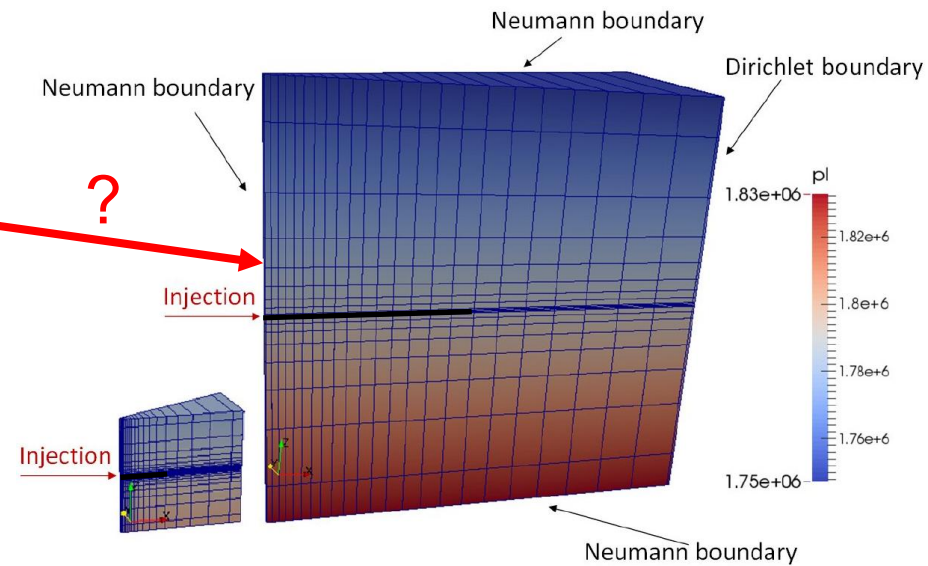 Neumann boundary
Neumann boundary
Dirichlet boundary
?
pl
1.83e+06
1.82e+6
Injection
1.8e+6
1.78e+6
1.76e+6
Injection
Z
X
1.75e+06
X
Neumann boundary